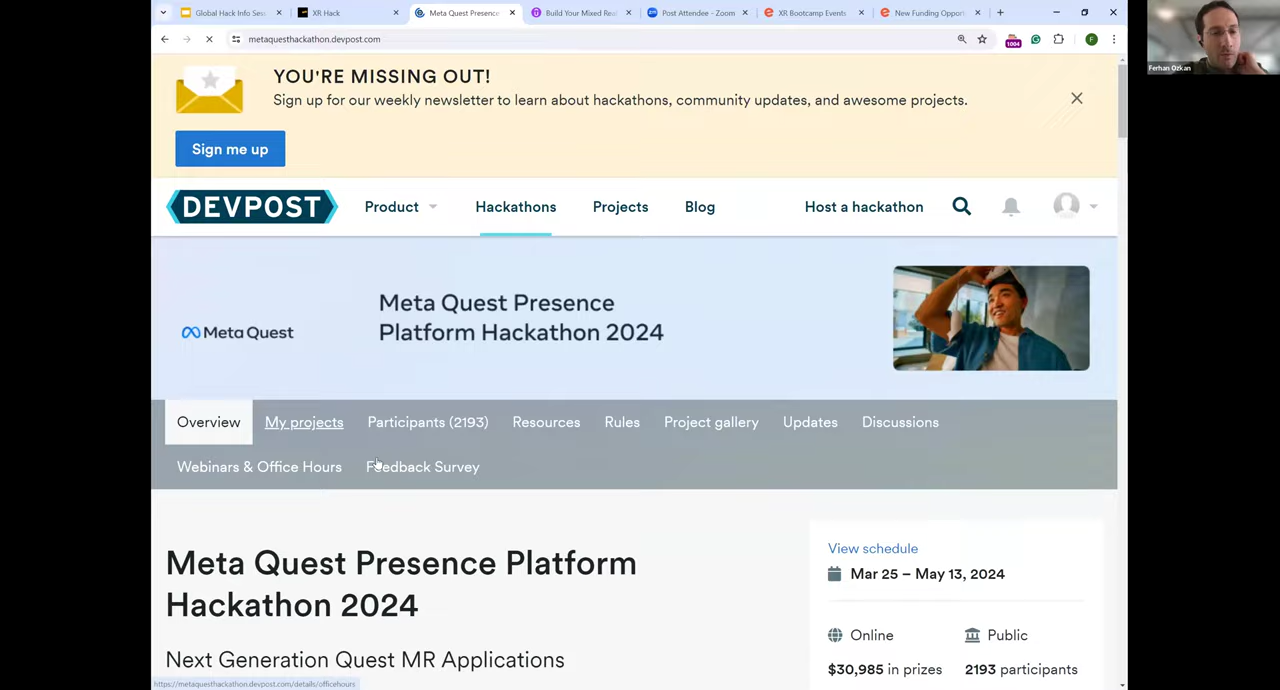 Global Hack Info Ses
XR Hack
Meta Quest Presence
Build Your Mixed Rea
Post Attendee - Zoom
XR Bootcamp Events
New Funding Opport
metaquesthackathon.devpost.com
1004
F
Ferhan Ozkan
YOU'RE MISSING OUT!
Sign up for our weekly newsletter to learn about hackathons, community updates, and awesome projects.
Sign me up
DEVPOST
Product
Hackathons
Projects
Blog
Host a hackathon
Meta Quest
Meta Quest Presence
Platform Hackathon 2024
Overview
My projects
Participants (2193)
Resources
Rules
Project gallery
Updates
Discussions
Webinars & Office Hours
Feedback Survey
Meta Quest Presence Platform
Hackathon 2024
Next Generation Quest MR Applications
View schedule
Mar 25 – May 13, 2024
Online
Public
$30,985 in prizes
2193 participants
https://metaquesthackathon.devpost.com/details/officehours